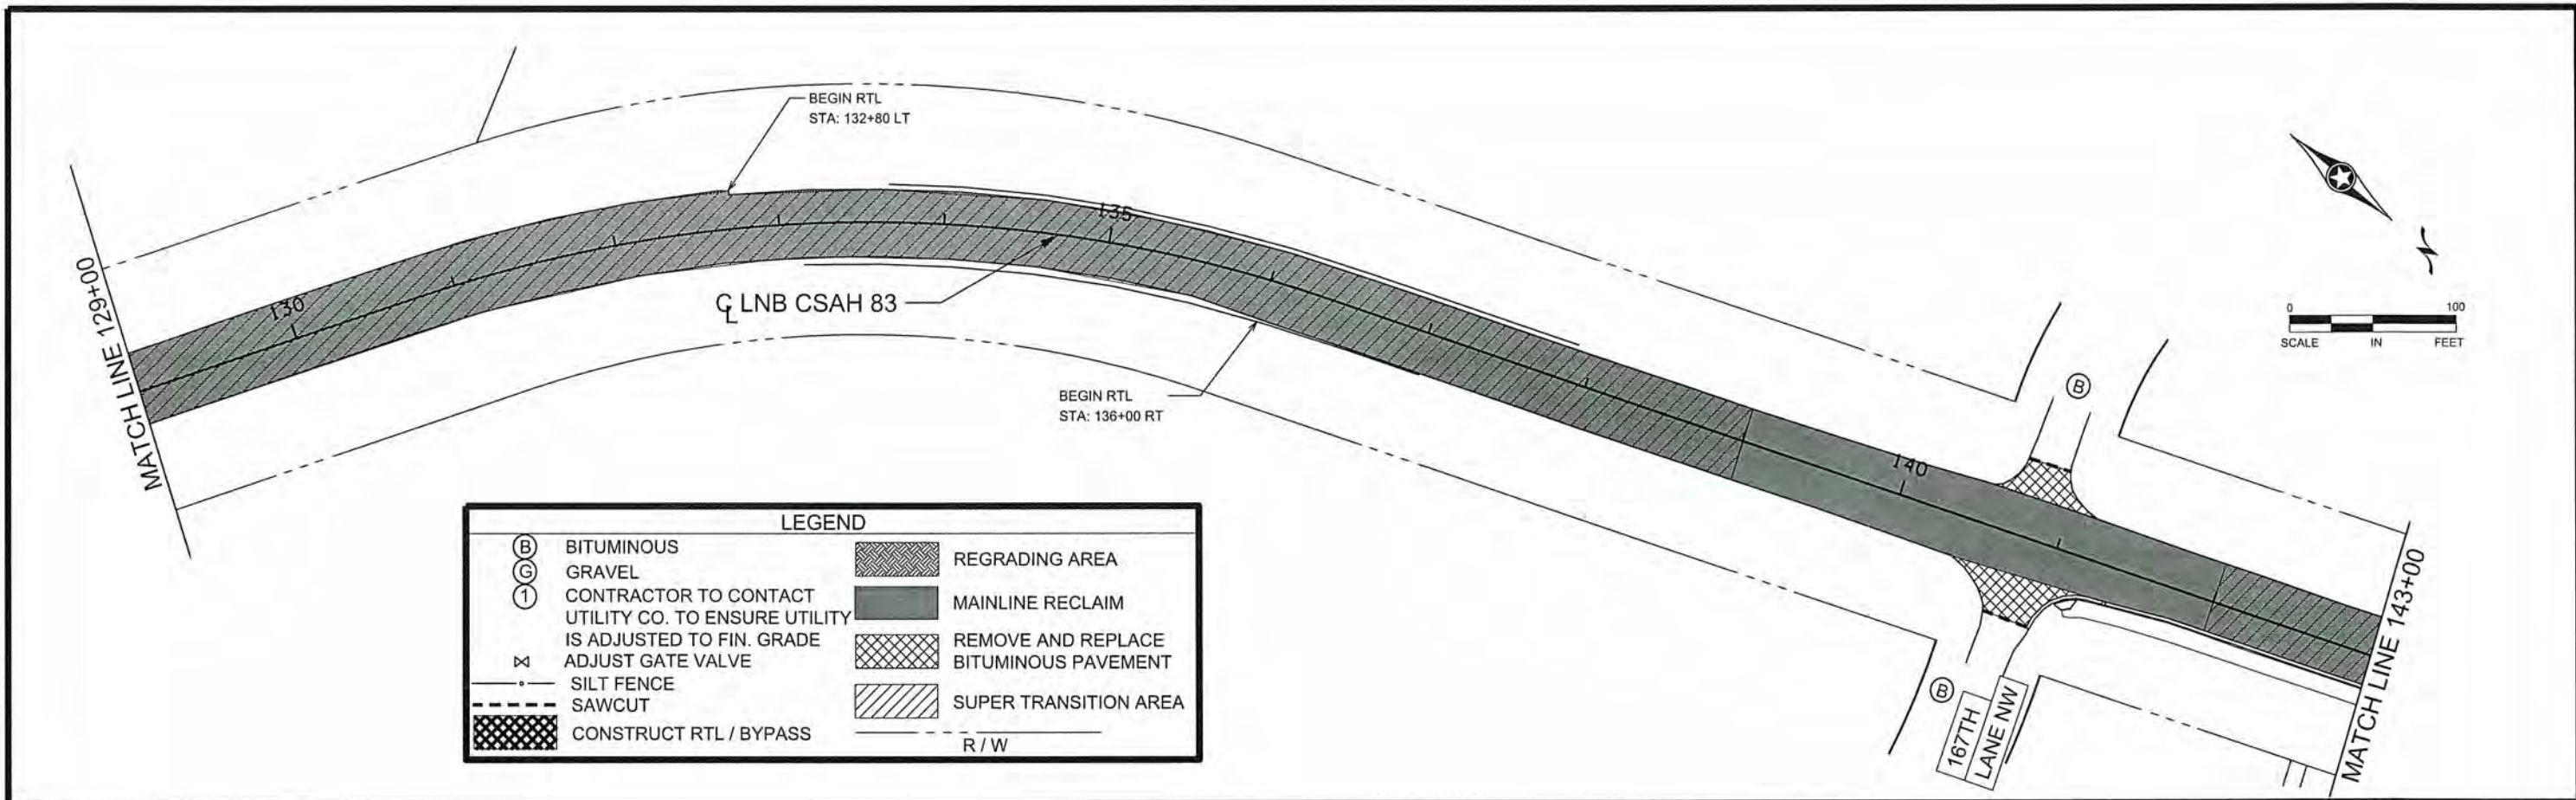 BEGIN RTL
STA: 132+80 LT
135
130
MATCH LINE 129+00
CL LNB CSAH 83
BEGIN RTL
STA: 136+00 RT
0 100
SCALE IN FEET
B
140
MATCH LINE 143+00
B
167TH
LANE NW
LEGEND
B BITUMINOUS
G GRAVEL
1 CONTRACTOR TO CONTACT
UTILITY CO. TO ENSURE UTILITY
IS ADJUSTED TO FIN. GRADE
ADJUST GATE VALVE
SILT FENCE
SAWCUT
CONSTRUCT RTL / BYPASS
REGRADING AREA
MAINLINE RECLAIM
REMOVE AND REPLACE
BITUMINOUS PAVEMENT
SUPER TRANSITION AREA
R / W